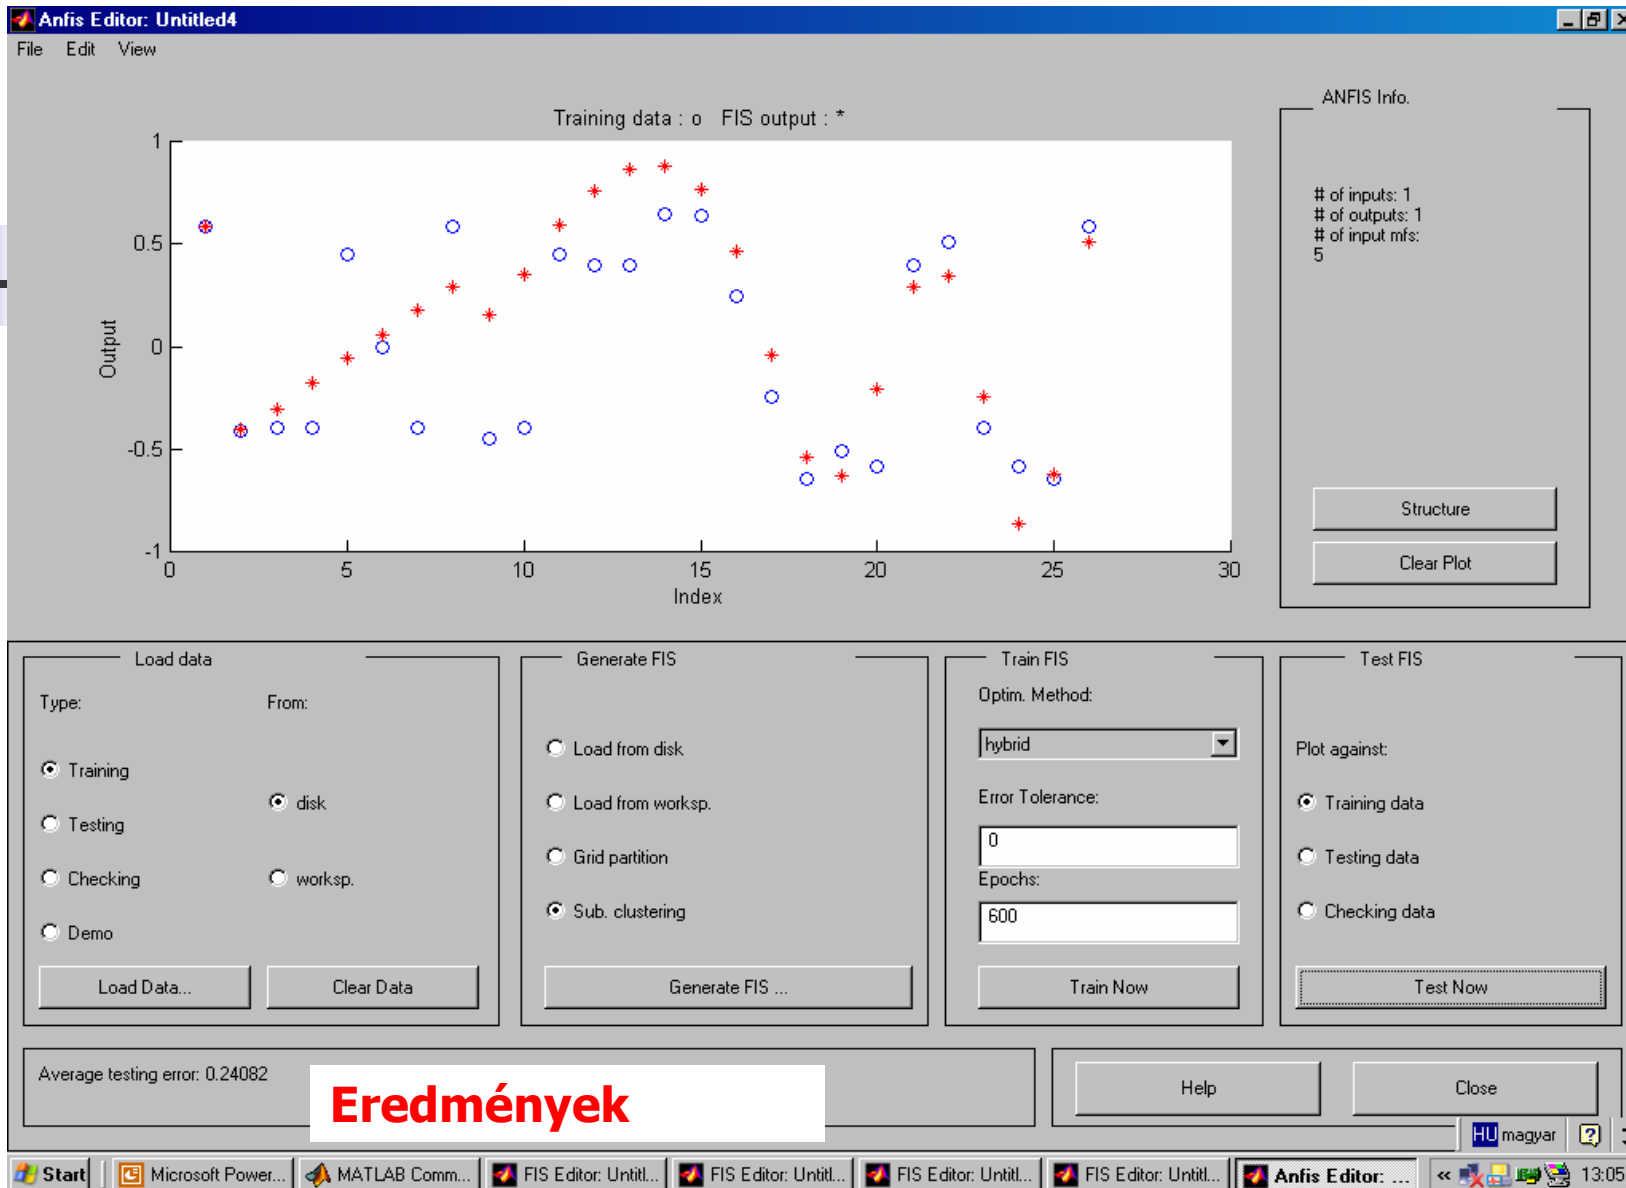 Anfis Editor: Untitled4
File Edit View
Training data : o FIS output : *
1
0.5
0
-0.5
-1
Output
0 5 10 15 20 25 30
Index
ANFIS Info.
# of inputs: 1
# of outputs: 1
# of input mfs:
5
Structure
Clear Plot
Load data
Type: From:
Training
disk
Testing
Checking
worksp.
Demo
Load Data... Clear Data
Generate FIS
Load from disk
Load from worksp.
Grid partition
Sub. clustering
Generate FIS ...
Train FIS
Optim. Method:
hybrid
Error Tolerance:
0
Epochs:
600
Train Now
Test FIS
Plot against:
Training data
Testing data
Checking data
Test Now
Average testing error: 0.24082
Eredmények
Help Close
HU magyar
Start Microsoft Power... MATLAB Comm... FIS Editor: Untitl... FIS Editor: Untitl... FIS Editor: Untitl... FIS Editor: Untitl... Anfis Editor: ... « 13:05